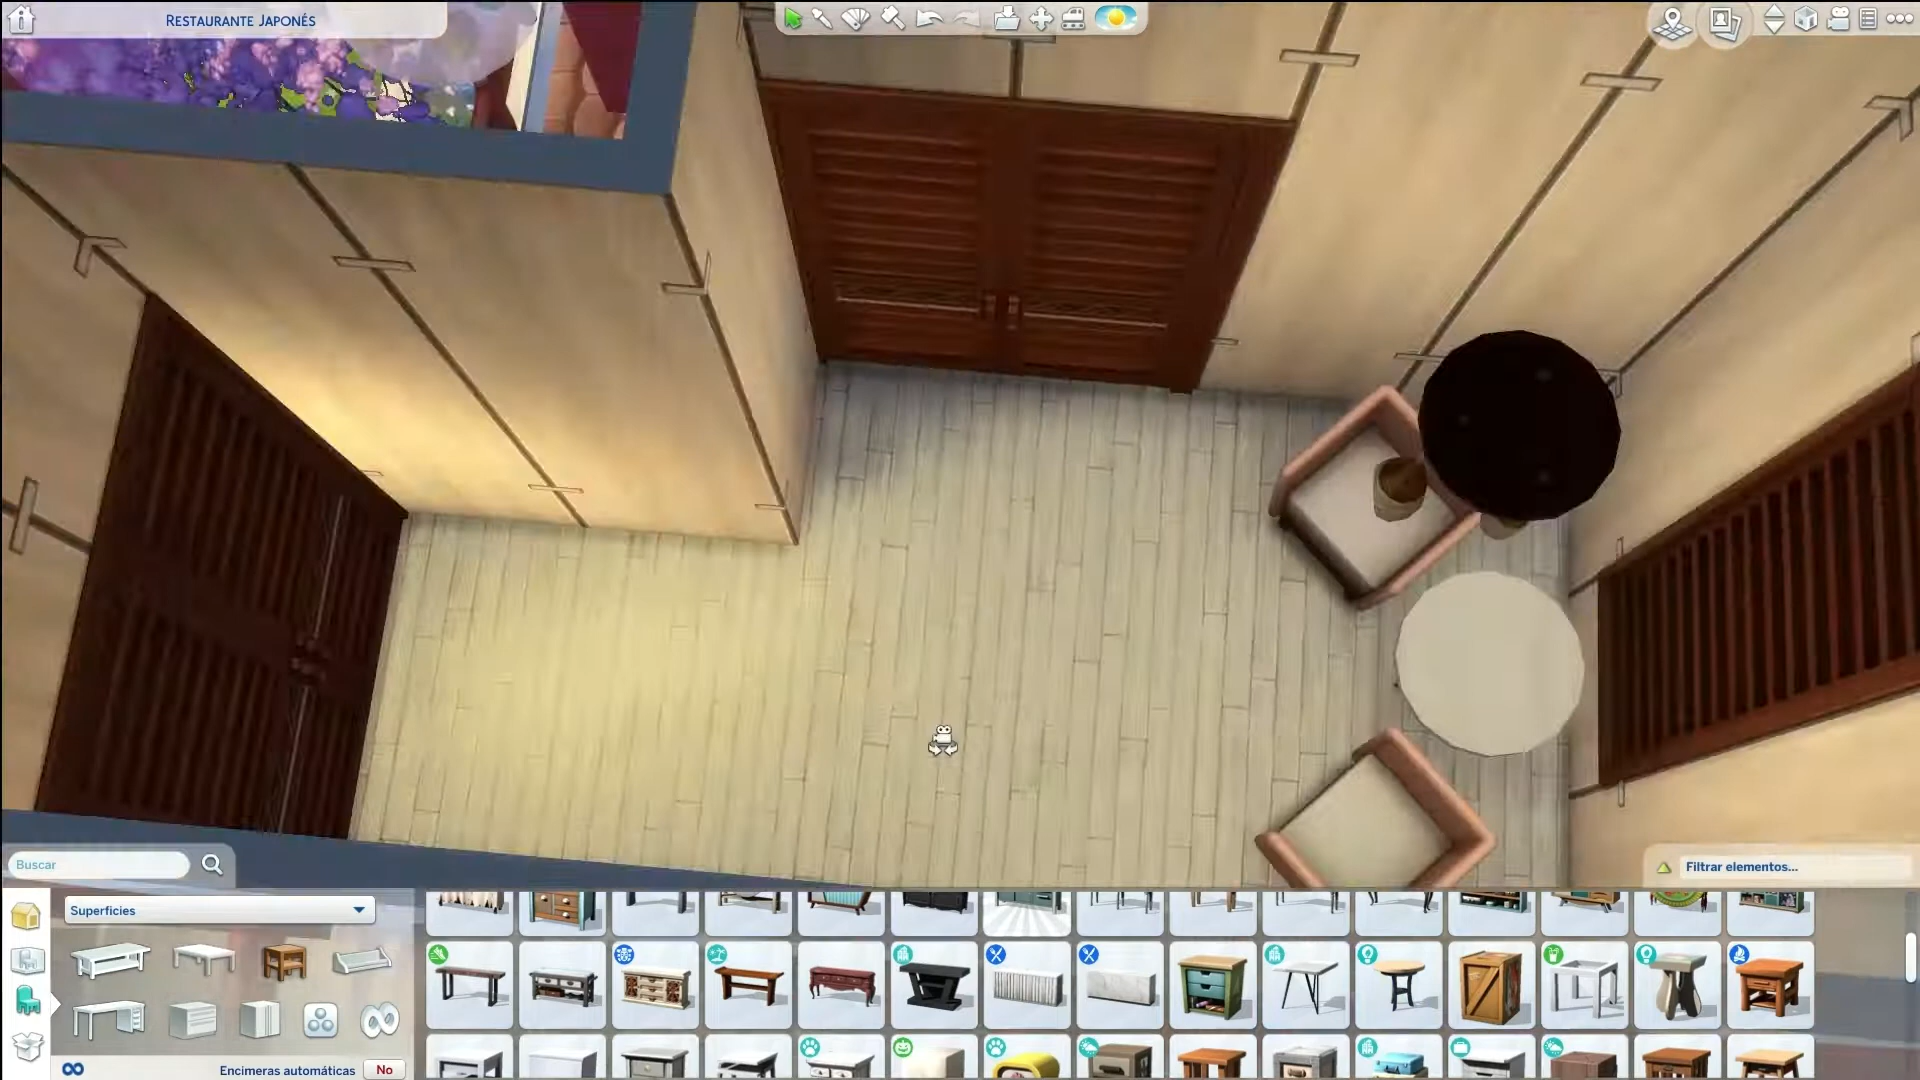 Restaurante Japonés
Buscar
Filtrar elementos...
Superficies
Encimeras automáticas
No